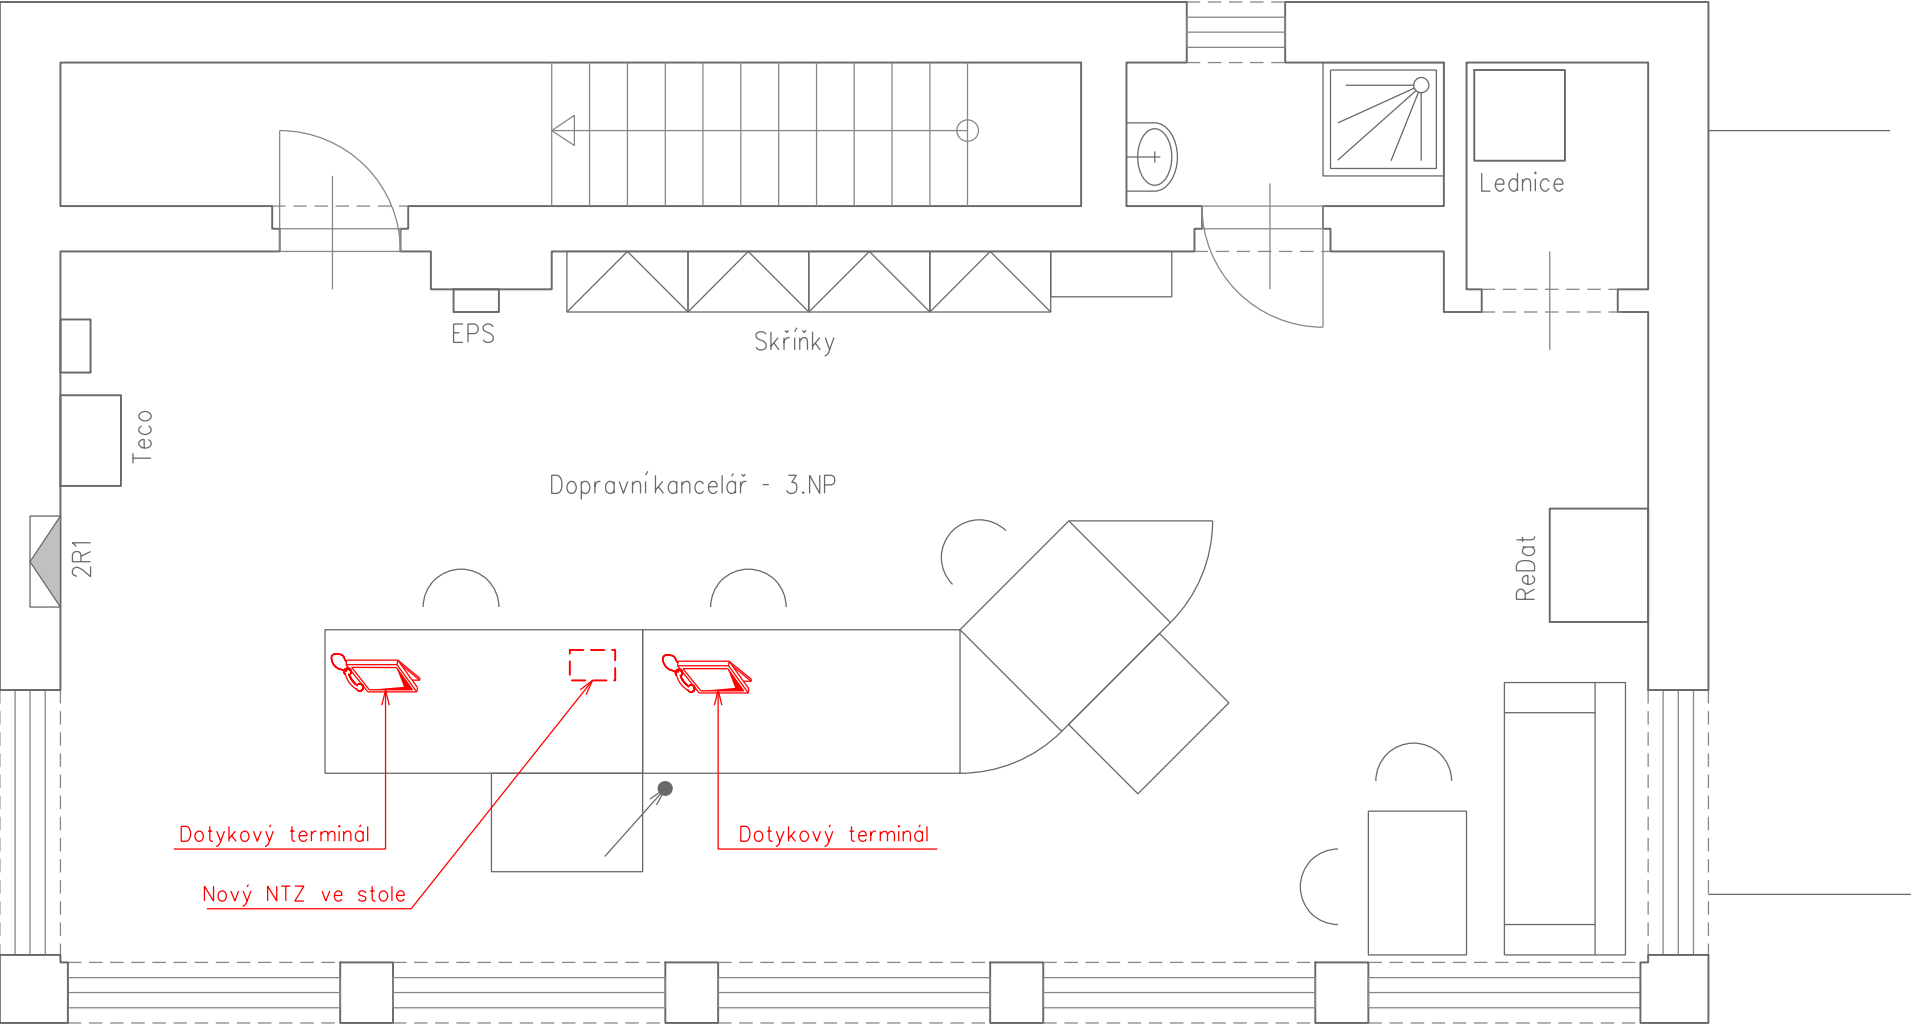 Lednice
EPS
Skříňky
Teco
Dopravní kancelář - 3.NP
2R1
ReDat
Dotykový terminál
Dotykový terminál
Nový NTZ ve stole